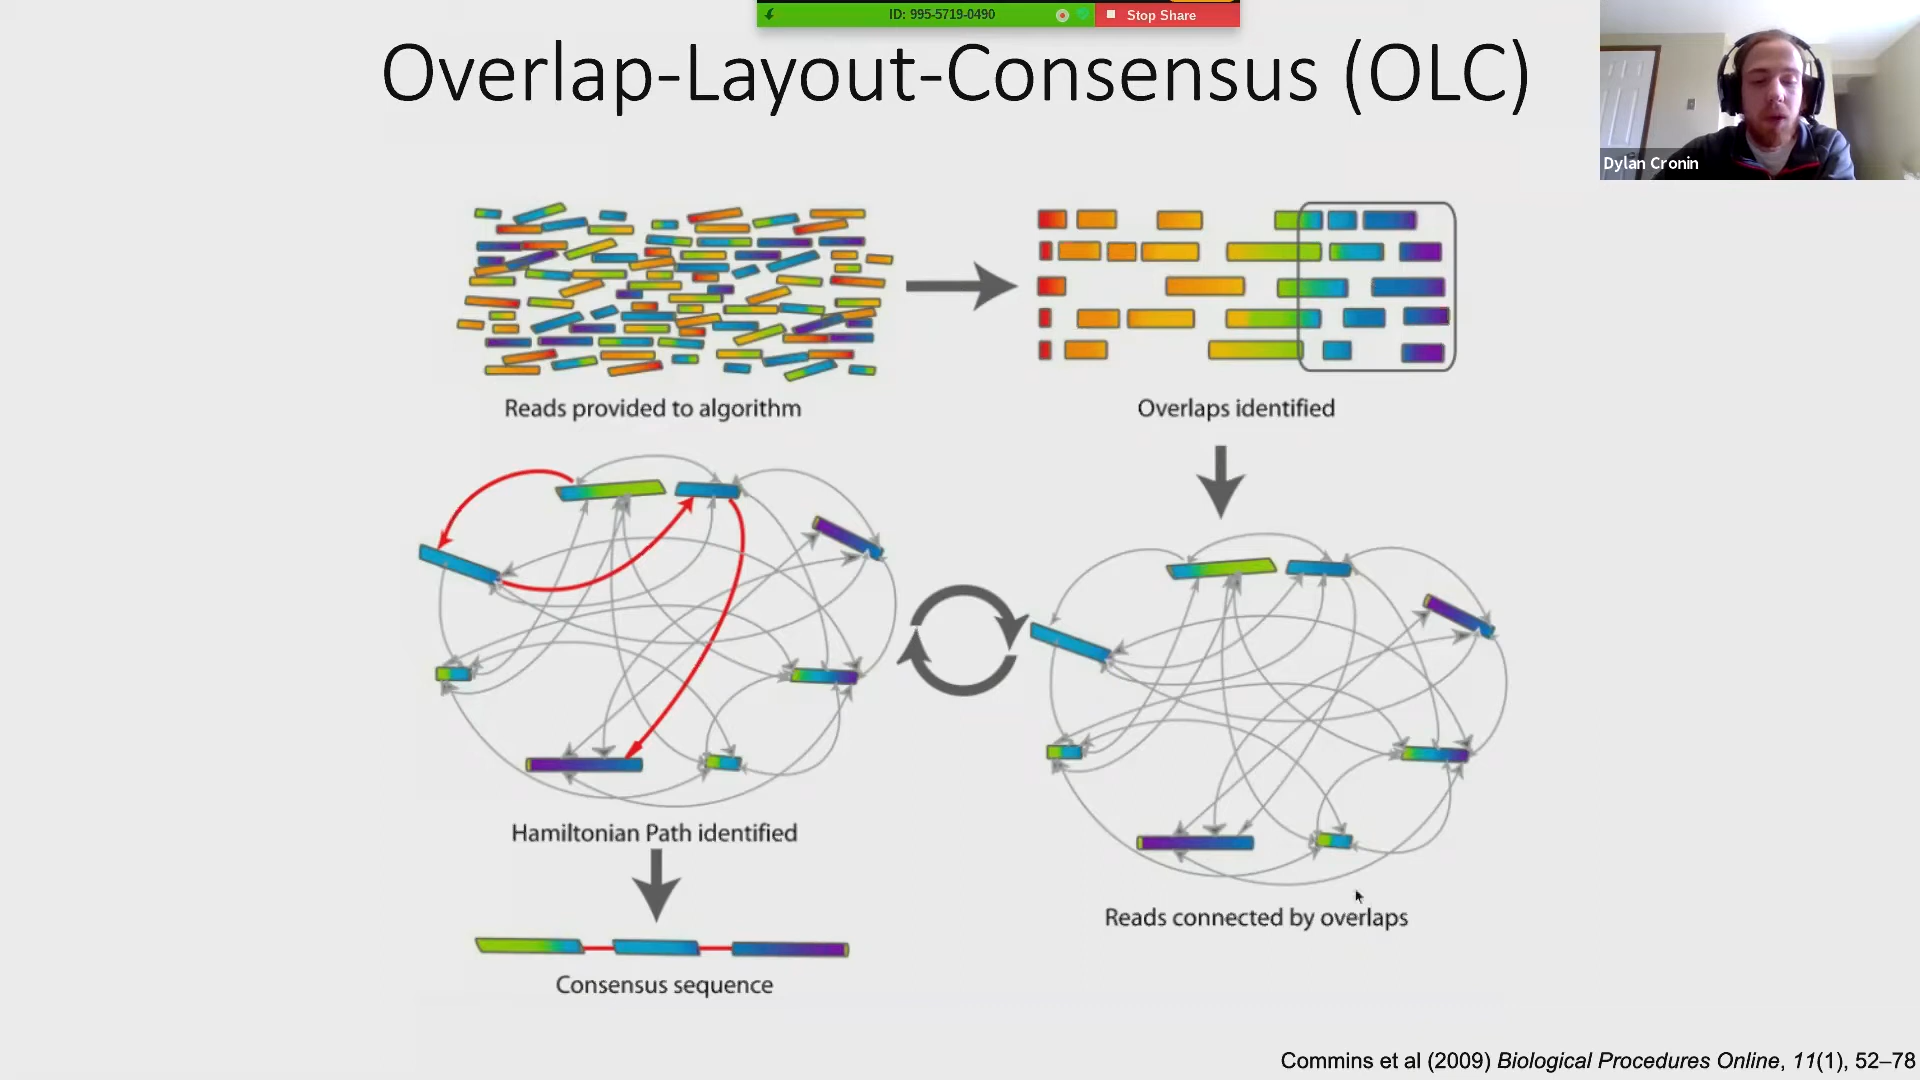 ID: 995-5719-0490
Stop Share
Overlap-Layout-Consensus (OLC)
Dylan Cronin
Reads provided to algorithm
Overlaps identified
Hamiltonian Path identified
Reads connected by overlaps
Consensus sequence
Commins et al (2009) Biological Procedures Online, 11(1), 52–78